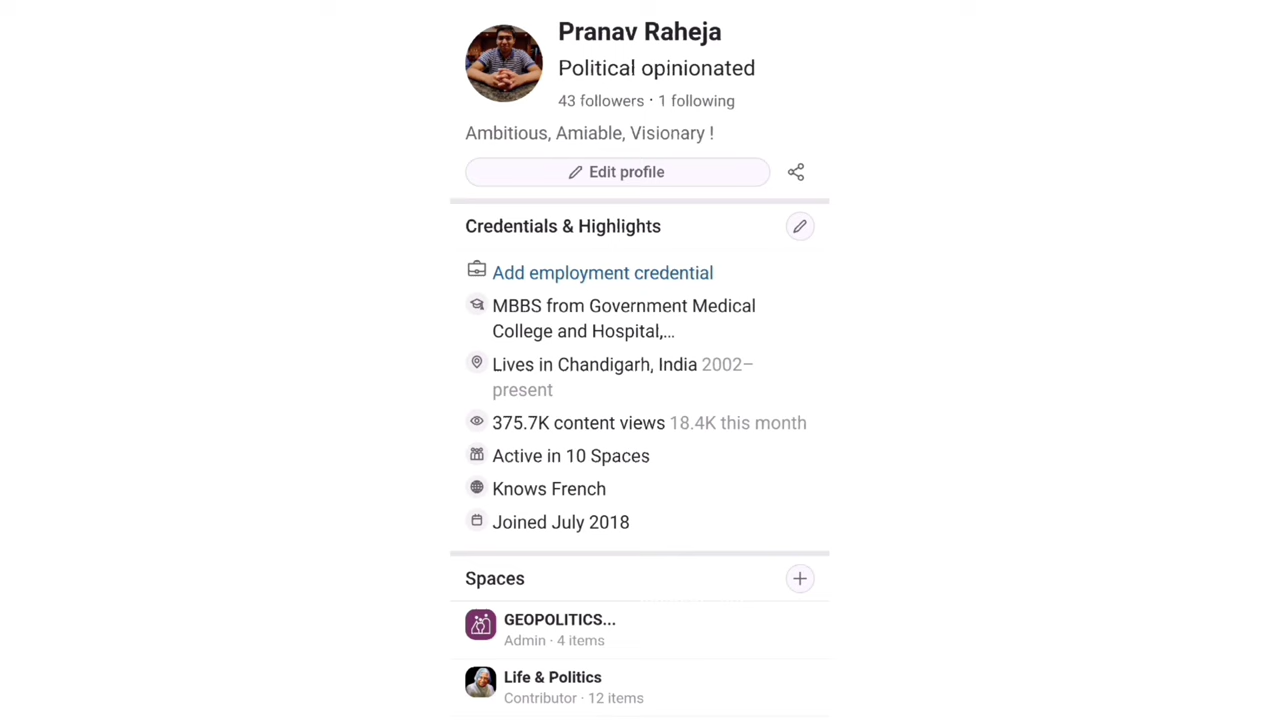 Pranav Raheja
Political opinionated
43 followers · 1 following
Ambitious, Amiable, Visionary !
Edit profile
Credentials & Highlights
Add employment credential
MBBS from Government Medical
College and Hospital,...
Lives in Chandigarh, India 2002–
present
375.7K content views 18.4K this month
Active in 10 Spaces
Knows French
Joined July 2018
Spaces
GEOPOLITICS...
Admin · 4 items
Life & Politics
Contributor · 12 items